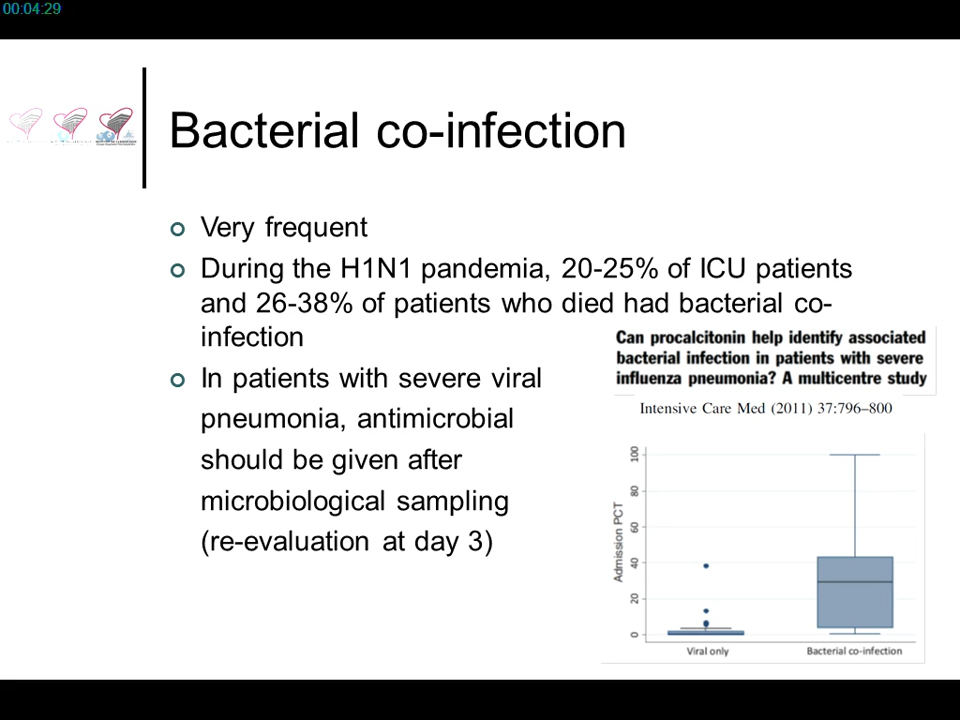 00:04:29
Bacterial co-infection
Very frequent
During the H1N1 pandemia, 20-25% of ICU patients
and 26-38% of patients who died had bacterial co-
infection
In patients with severe viral
pneumonia, antimicrobial
should be given after
microbiological sampling
(re-evaluation at day 3)
Can procalcitonin help identify associated
bacterial infection in patients with severe
influenza pneumonia? A multicentre study
Intensive Care Med (2011) 37:796–800
100
80
60
40
20
0
Admission PCT
Viral only
Bacterial co-infection